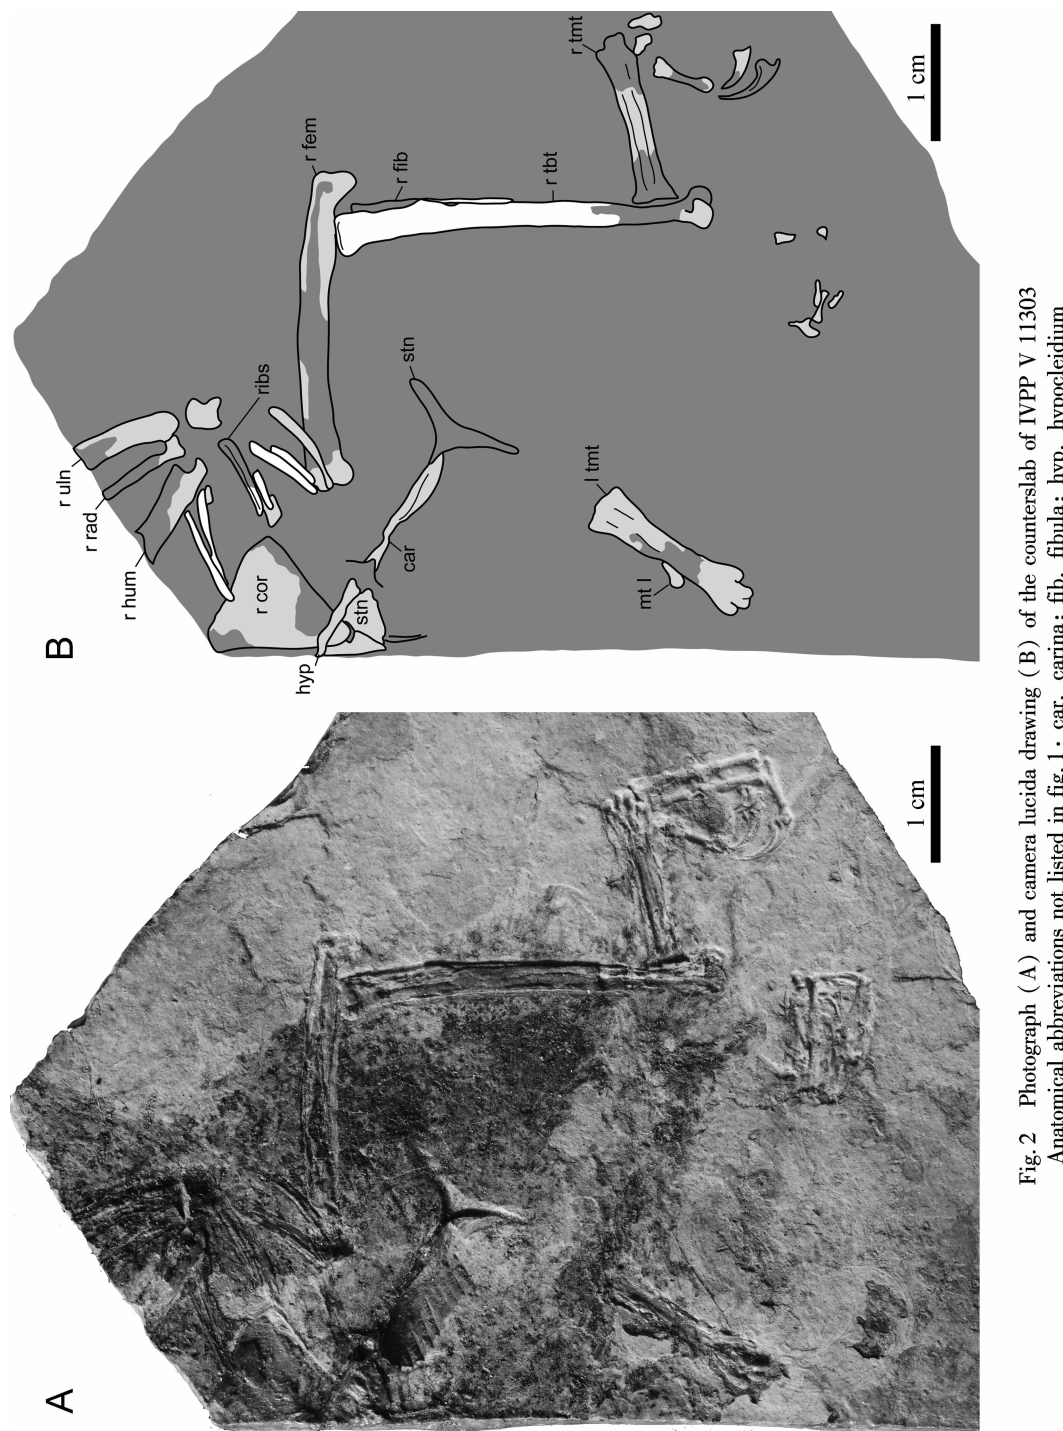 A
1 cm
B
r uln
r rad
r hum
r cor
hyp
stn
car
stn
ribs
r fem
r fib
r tbt
r tmt
l tmt
mt I
1 cm
Fig. 2 Photograph (A) and camera lucida drawing (B) of the counterslab of IVPP V 11303
Anatomical abbreviations not listed in fig. 1: car. carina; fib. fibula; hyp. hypocleidium